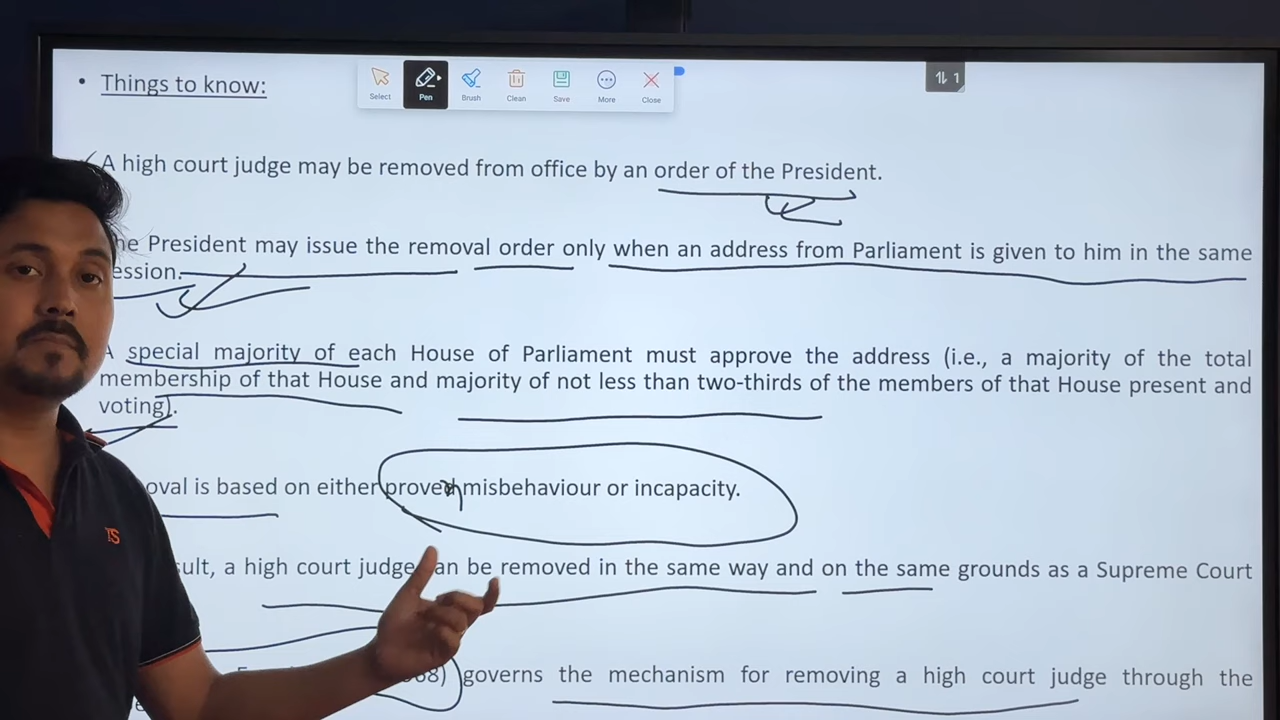 Things to know:
Select Pen Brush Clean Save More Close
1
A high court judge may be removed from office by an order of the President.
he President may issue the removal order only when an address from Parliament is given to him in the same
ession.
A special majority of each House of Parliament must approve the address (i.e., a majority of the total
membership of that House and majority of not less than two-thirds of the members of that House present and
voting).
oval is based on either proven misbehaviour or incapacity.
sult, a high court judge can be removed in the same way and on the same grounds as a Supreme Court
68) governs the mechanism for removing a high court judge through the